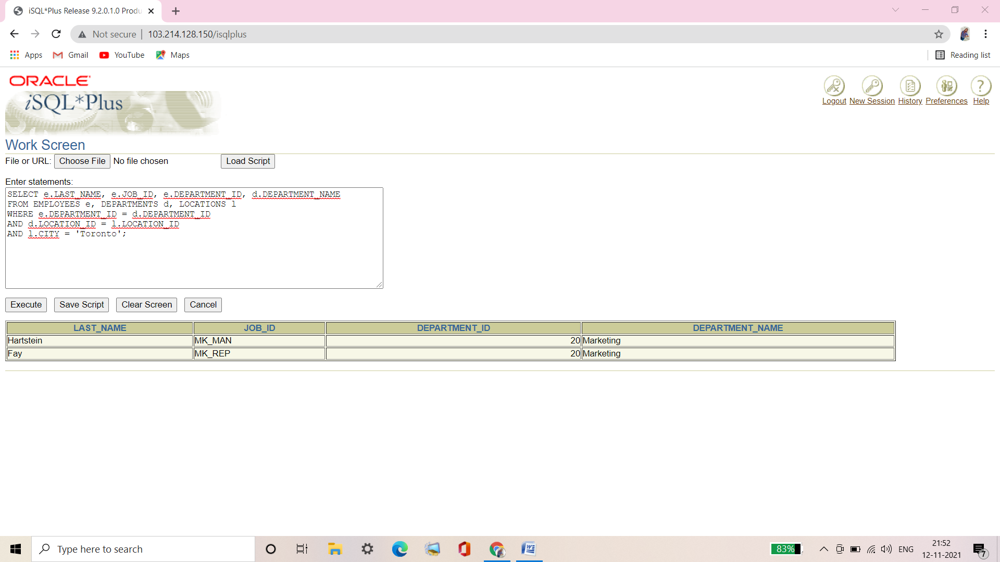 iSQL*Plus Release 9.2.0.1.0 Produ
Not secure | 103.214.128.150/isqlplus
Apps Gmail YouTube Maps Reading list
ORACLE
iSQL*Plus
Logout New Session History Preferences Help
Work Screen
File or URL: Choose File No file chosen Load Script
Enter statements:
SELECT e.LAST_NAME, e.JOB_ID, e.DEPARTMENT_ID, d.DEPARTMENT_NAME
FROM EMPLOYEES e, DEPARTMENTS d, LOCATIONS l
WHERE e.DEPARTMENT_ID = d.DEPARTMENT_ID
AND d.LOCATION_ID = l.LOCATION_ID
AND l.CITY = 'Toronto';
Execute Save Script Clear Screen Cancel
LAST_NAME JOB_ID DEPARTMENT_ID DEPARTMENT_NAME
Hartstein MK_MAN 20 Marketing
Fay MK_REP 20 Marketing
Type here to search
83%
ENG
21:52
12-11-2021
7